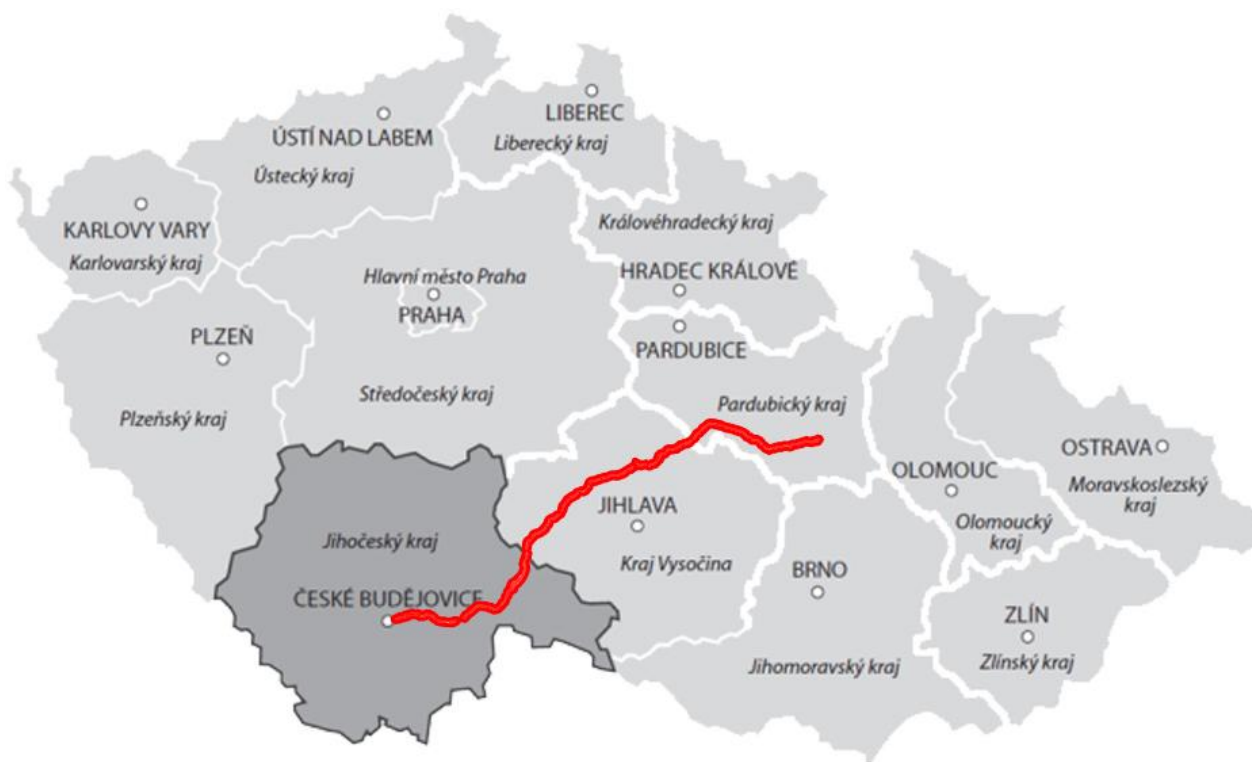 LIBEREC
Liberecký kraj
ÚSTÍ NAD LABEM
Ústecký kraj
KARLOVY VARY
Karlovarský kraj
Královéhradecký kraj
HRADEC KRÁLOVÉ
Hlavní město Praha
PRAHA
PLZEŇ
Plzeňský kraj
Středočeský kraj
PARDUBICE
Pardubický kraj
OSTRAVA
Moravskoslezský
kraj
OLOMOUC
Olomoucký
kraj
JIHLAVA
Kraj Vysočina
Jihočeský kraj
ČESKÉ BUDĚJOVICE
BRNO
Jihomoravský kraj
ZLÍN
Zlínský kraj